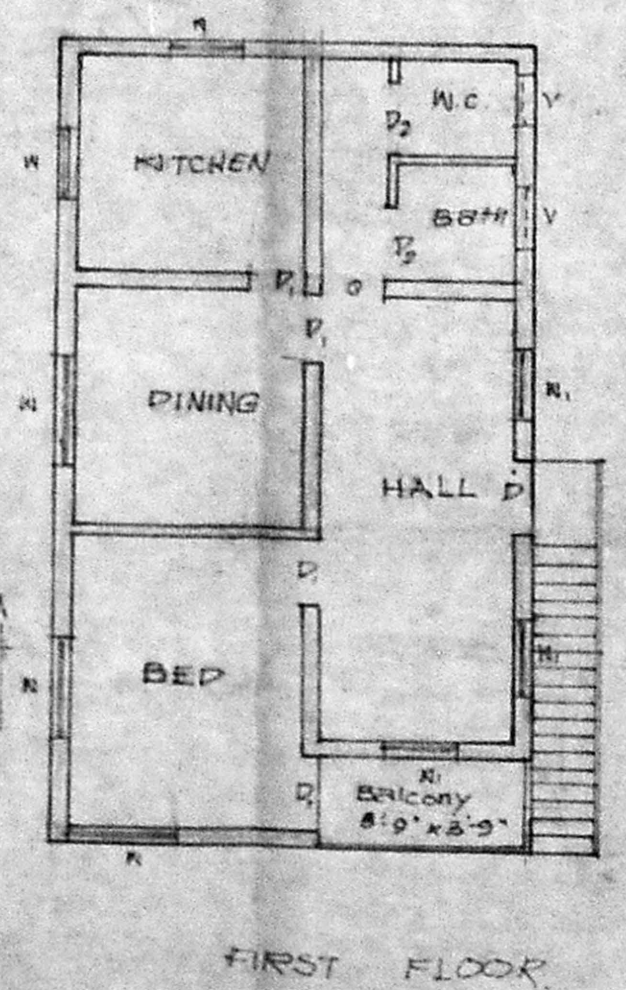 W
W.C.
V
D2
W
KITCHEN
Bath
V
D2
D1
O
D1
W
W1
DINING
HALL
D
D1
W1
BED
W
W1
D1
Balcony
8'-9" x 3'-9"
W
FIRST FLOOR.